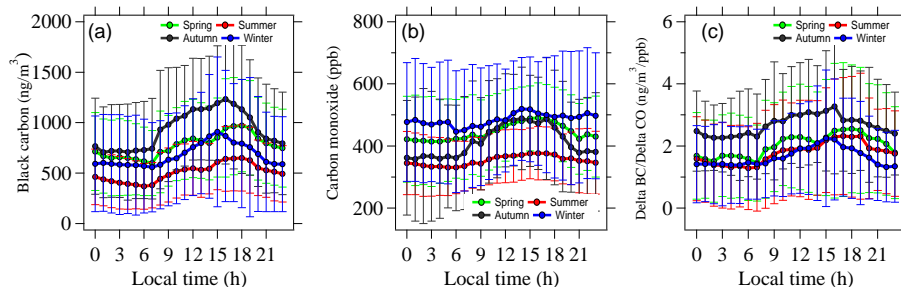 (a)
Spring
Summer
Autumn
Winter
Black carbon (ng/m3)
2000
1500
1000
500
0
0 3 6 9 12 15 18 21
Local time (h)
(b)
Carbon monoxide (ppb)
800
600
400
200
Spring
Summer
Autumn
Winter
0 3 6 9 12 15 18 21
Local time (h)
(c)
Spring
Summer
Autumn
Winter
Delta BC/Delta CO (ng/m3/ppb)
6
4
2
0
0 3 6 9 12 15 18 21
Local time (h)